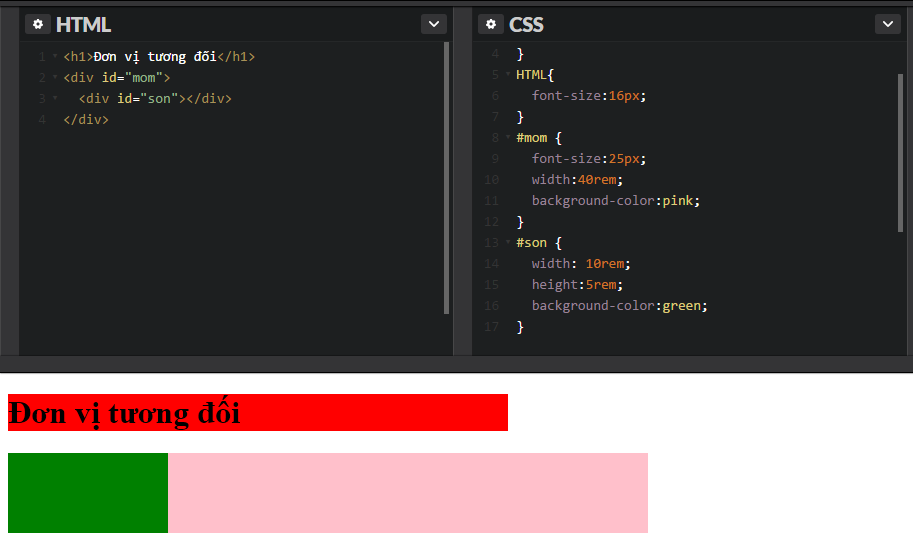 HTML
1 <h1>Đơn vị tương đối</h1>
2 <div id="mom">
3 <div id="son"></div>
4 </div>
CSS
4 }
5 HTML{
6 font-size:16px;
7 }
8 #mom {
9 font-size:25px;
10 width:40rem;
11 background-color:pink;
12 }
13 #son {
14 width: 10rem;
15 height:5rem;
16 background-color:green;
17 }
Đơn vị tương đối